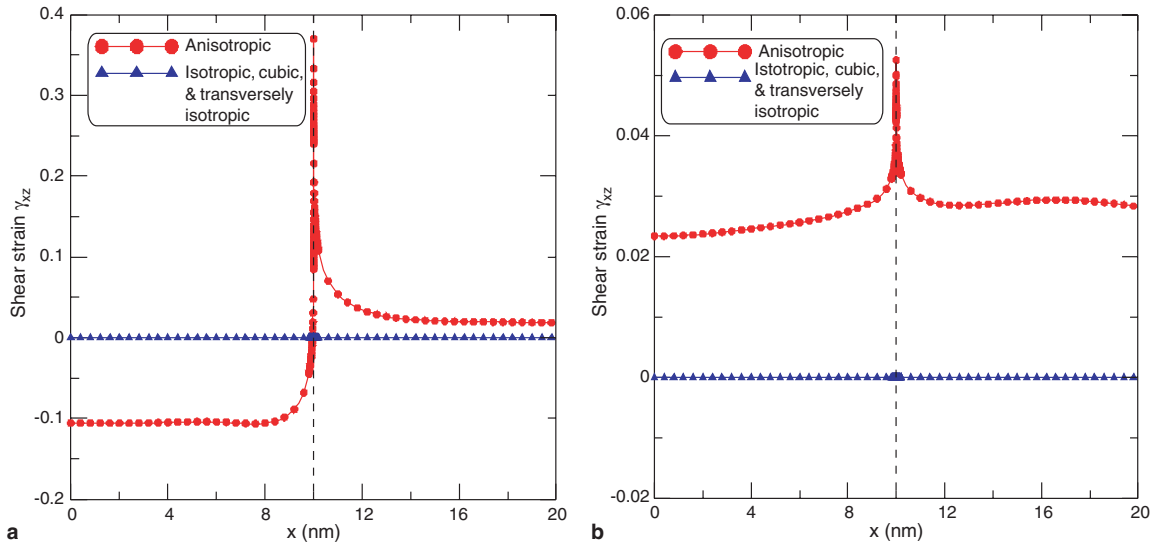 0.4
0.3
0.2
0.1
0
-0.1
-0.2
Shear strain γxz
Anisotropic
Isotropic, cubic,
& transversely
isotropic
0
4
8
12
16
20
x (nm)
a
0.06
0.04
0.02
0
-0.02
Shear strain γxz
Anisotropic
Istotropic, cubic,
& transversely
isotropic
0
4
8
12
16
20
x (nm)
b